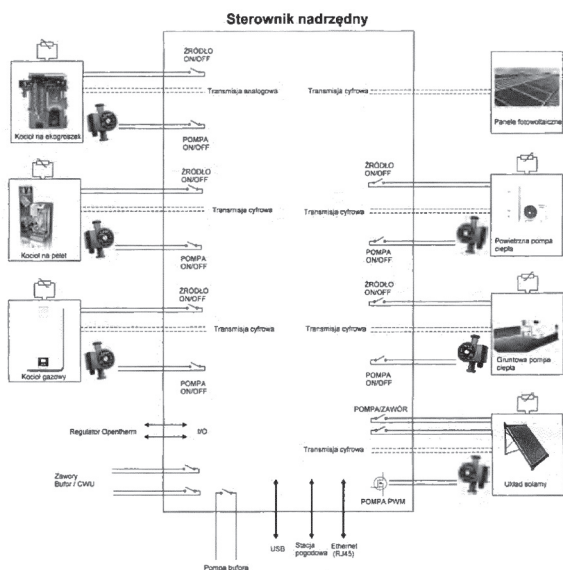 Sterownik nadrzędny
ŹRÓDŁO
ON/OFF
Transmisja analogowa
Kocioł na ekogroszek
POMPA
ON/OFF
ŹRÓDŁO
ON/OFF
Transmisja cyfrowa
Kocioł na pelet
POMPA
ON/OFF
ŹRÓDŁO
ON/OFF
Transmisja cyfrowa
Kocioł gazowy
POMPA
ON/OFF
Regulator Opentherm
I/O
Zawory
Bufor / CWU
Pompa bufora
USB
Stacja
pogodowa
Ethernet
(RJ45)
Transmisja cyfrowa
Panele fotowoltaiczne
ŹRÓDŁO
ON/OFF
Transmisja cyfrowa
POMPA
ON/OFF
Powietrzna pompa
ciepła
ŹRÓDŁO
ON/OFF
Transmisja cyfrowa
POMPA
ON/OFF
Gruntowa pompa
ciepła
POMPA/ZAWÓR
Transmisja cyfrowa
POMPA PWM
Układ solarny